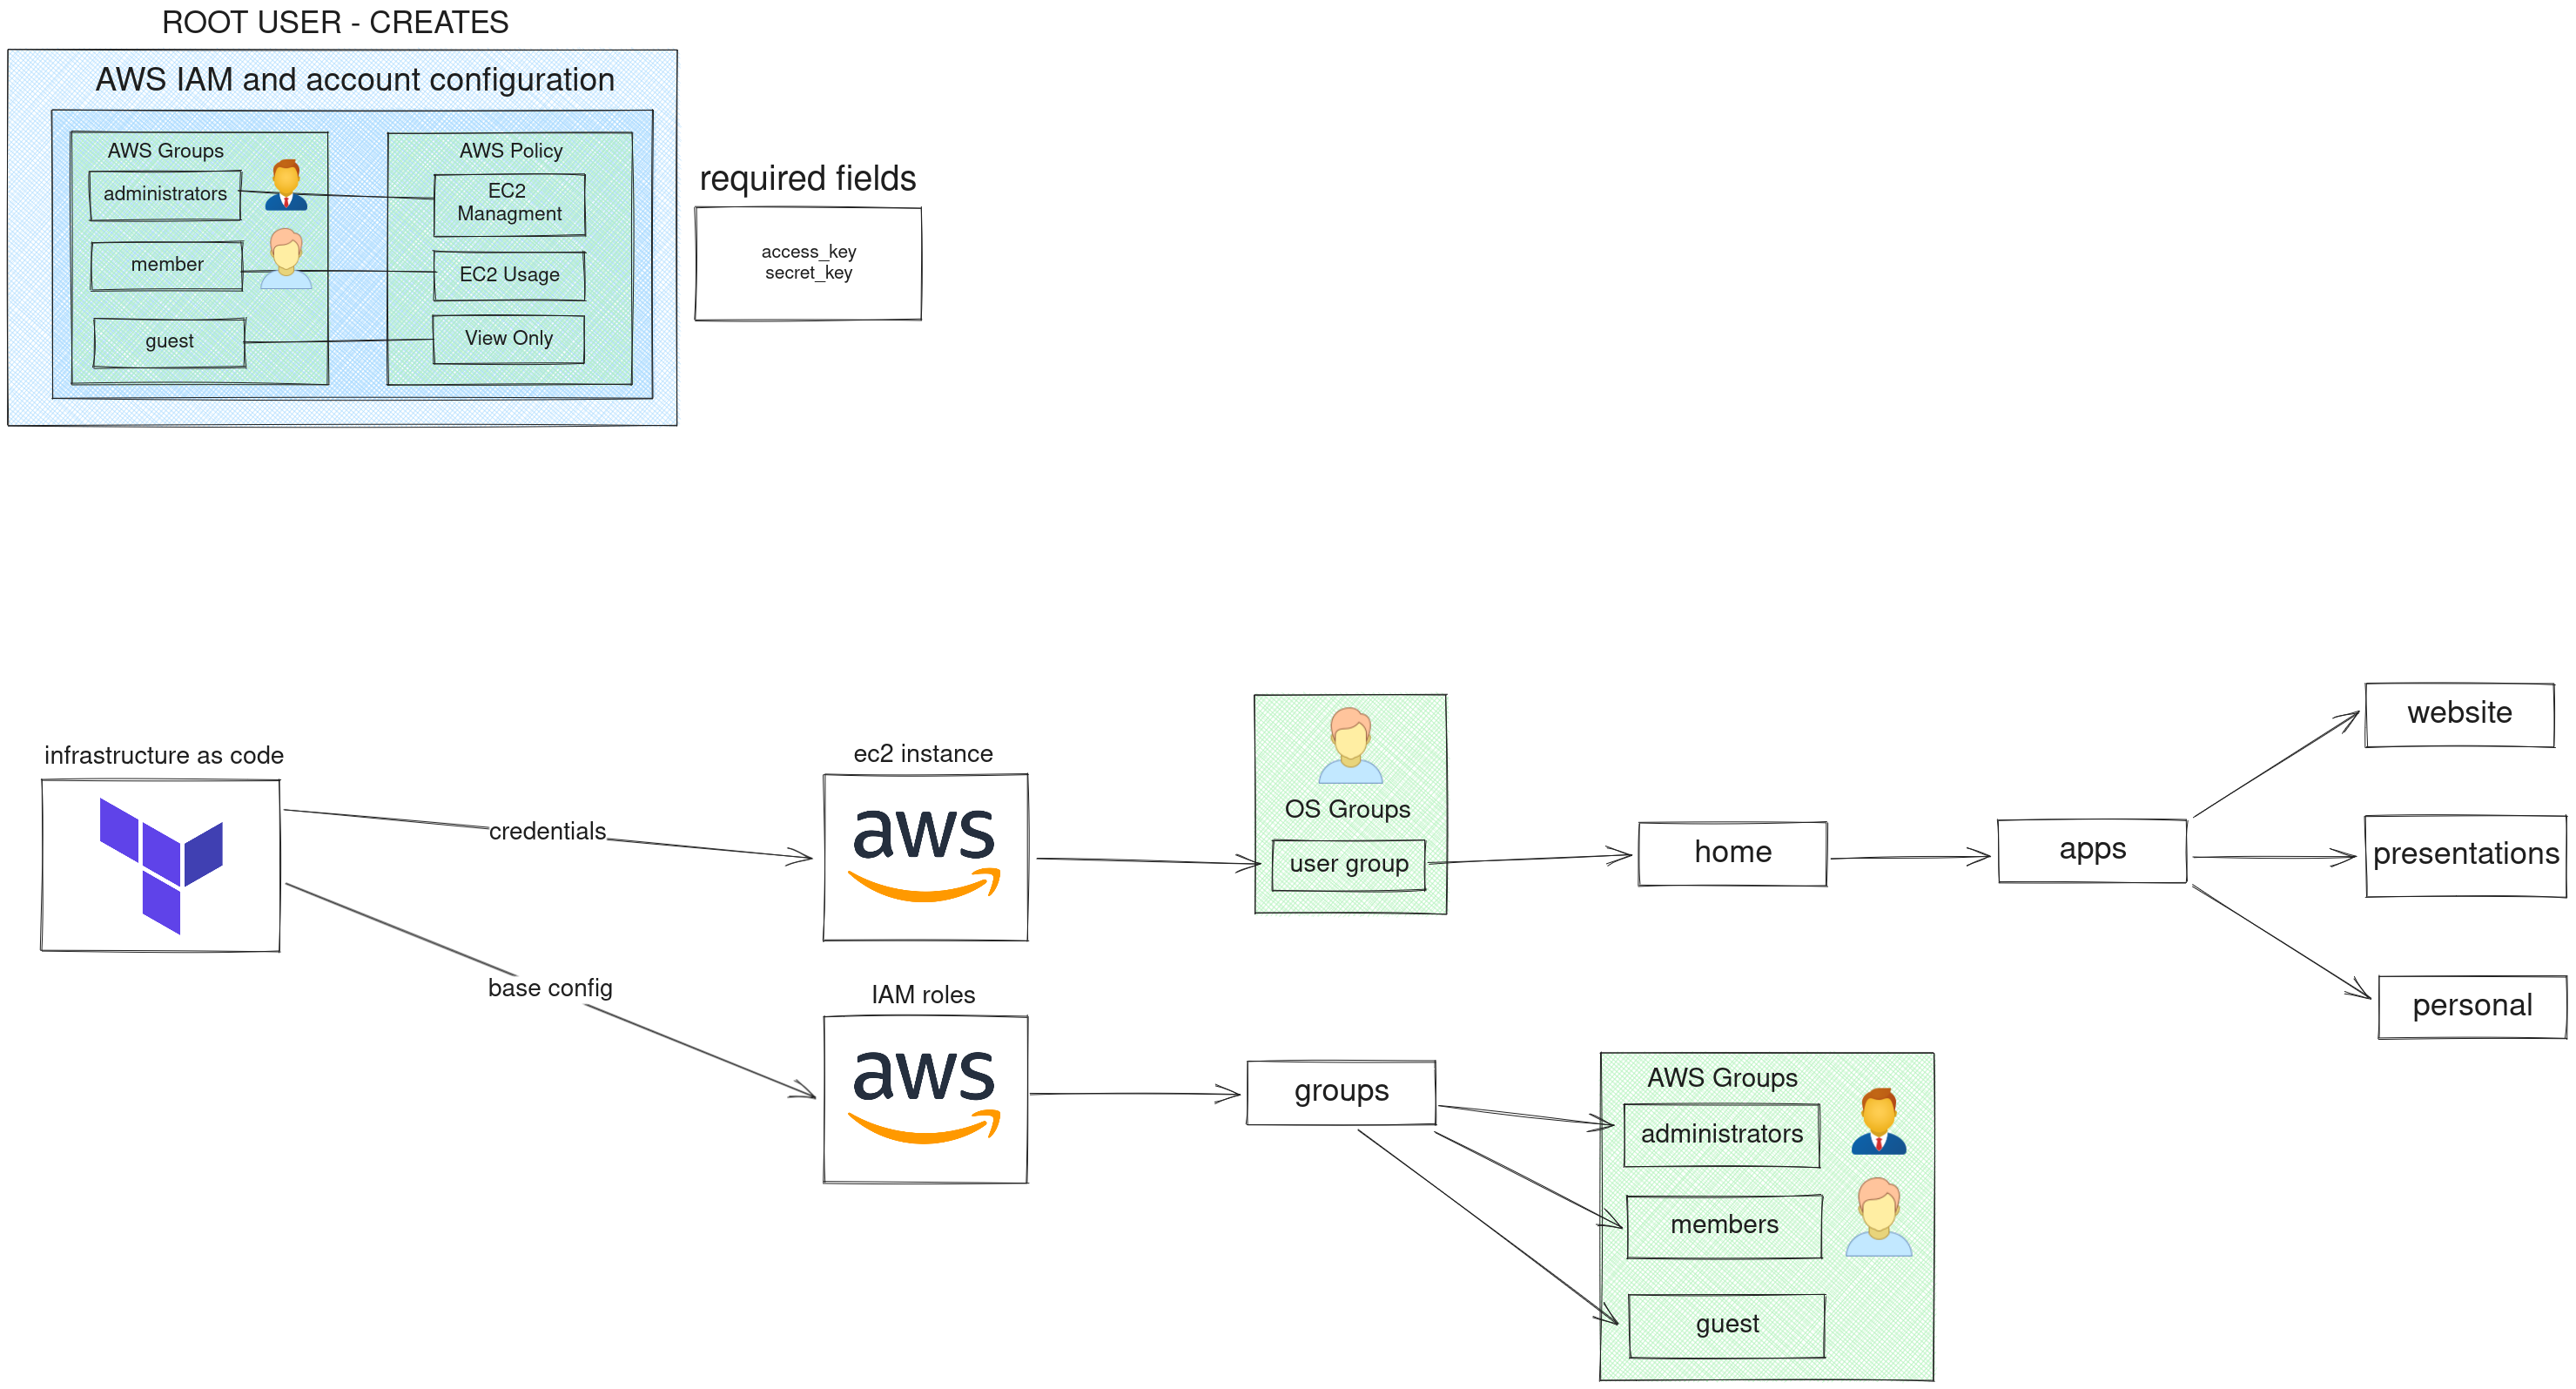 ROOT USER - CREATES
AWS IAM and account configuration
AWS Groups
administrators
member
guest
AWS Policy
EC2
Managment
EC2 Usage
View Only
required fields
access_key
secret_key
infrastructure as code
credentials
base config
ec2 instance
aws
OS Groups
user group
home
apps
website
presentations
personal
IAM roles
aws
groups
AWS Groups
administrators
members
guest